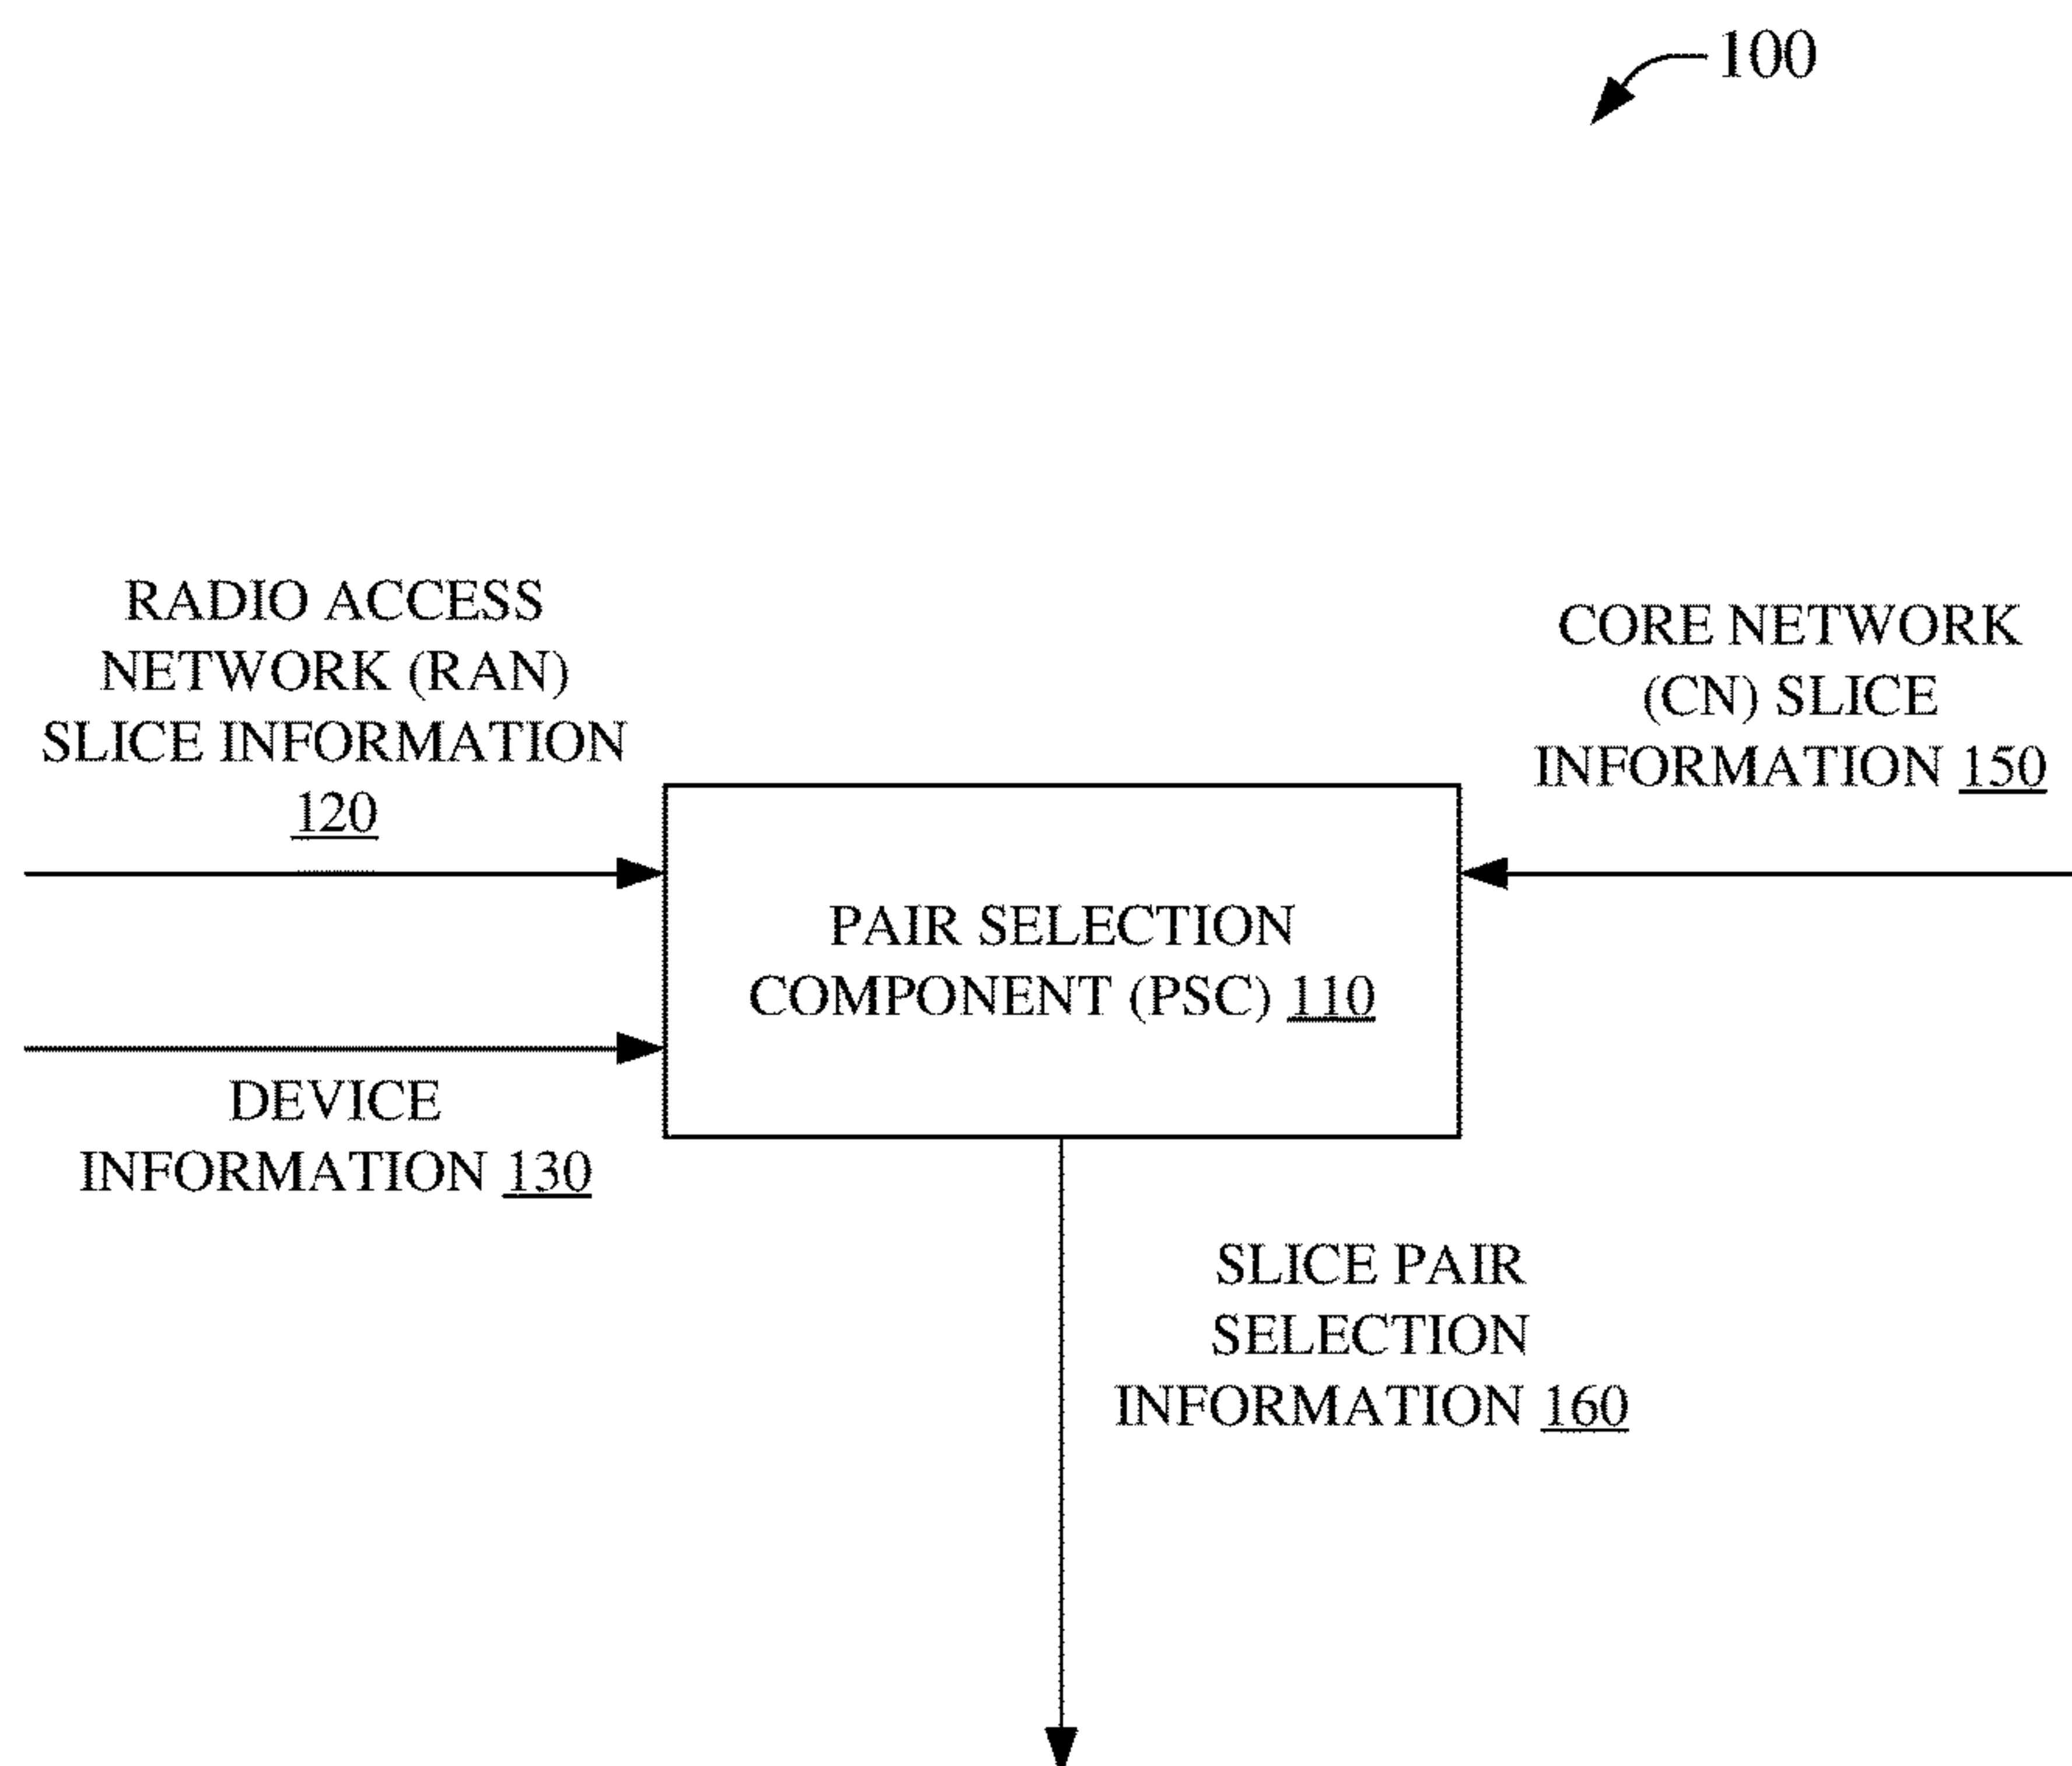 100
RADIO ACCESS
NETWORK (RAN)
SLICE INFORMATION
120
CORE NETWORK
(CN) SLICE
INFORMATION 150
PAIR SELECTION
COMPONENT (PSC) 110
DEVICE
INFORMATION 130
SLICE PAIR
SELECTION
INFORMATION 160